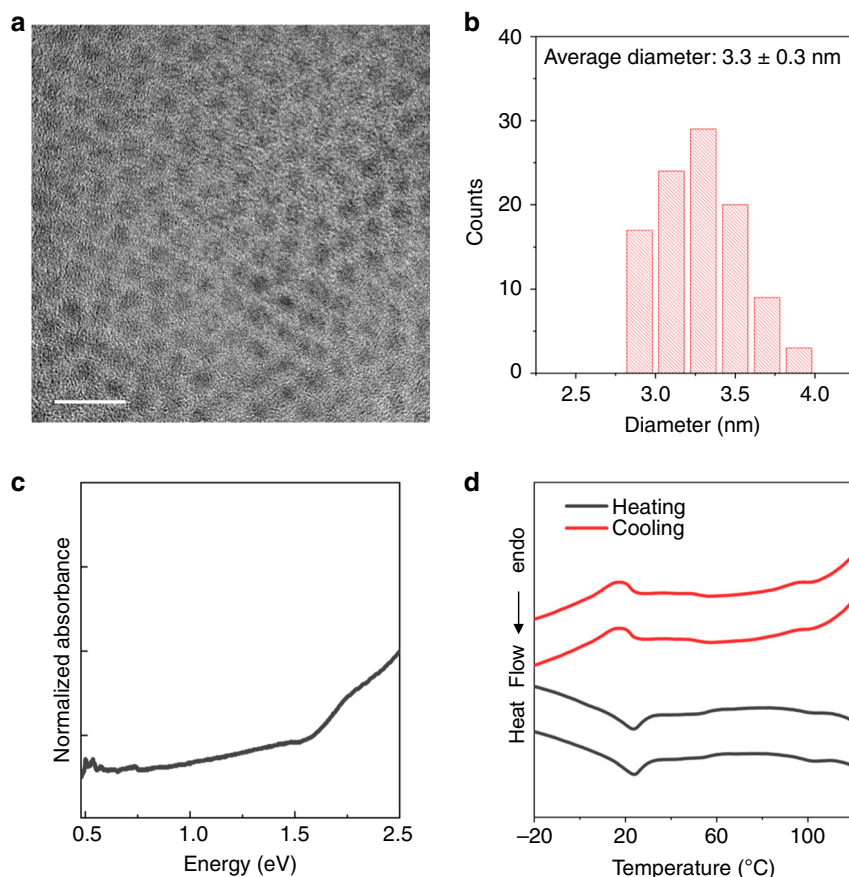 a
b
40
30
20
10
0
Counts
Average diameter: 3.3 ± 0.3 nm
2.5 3.0 3.5 4.0
Diameter (nm)
c
Normalized absorbance
0.5 1.0 1.5 2.5
Energy (eV)
d
Heating
Cooling
Heat Flow ⟶ endo
–20 20 60 100
Temperature (°C)